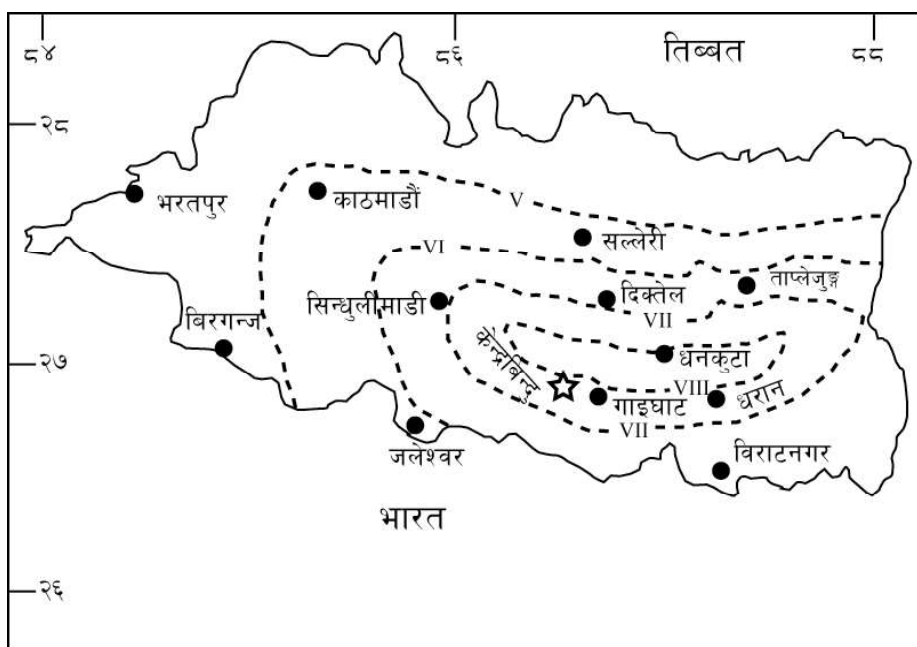 ८४
८६
८८
तिब्बत
२८
भरतपुर
काठमाडौं
V
सल्लेरी
VI
ताप्लेजुङ्ग
सिन्धुलीमाडी
दिक्तेल
VII
बिरगन्ज
केन्द्रबिन्दु
धनकुटा
२७
VIII
गाइघाट
धरान
VII
जलेश्वर
विराटनगर
भारत
२६